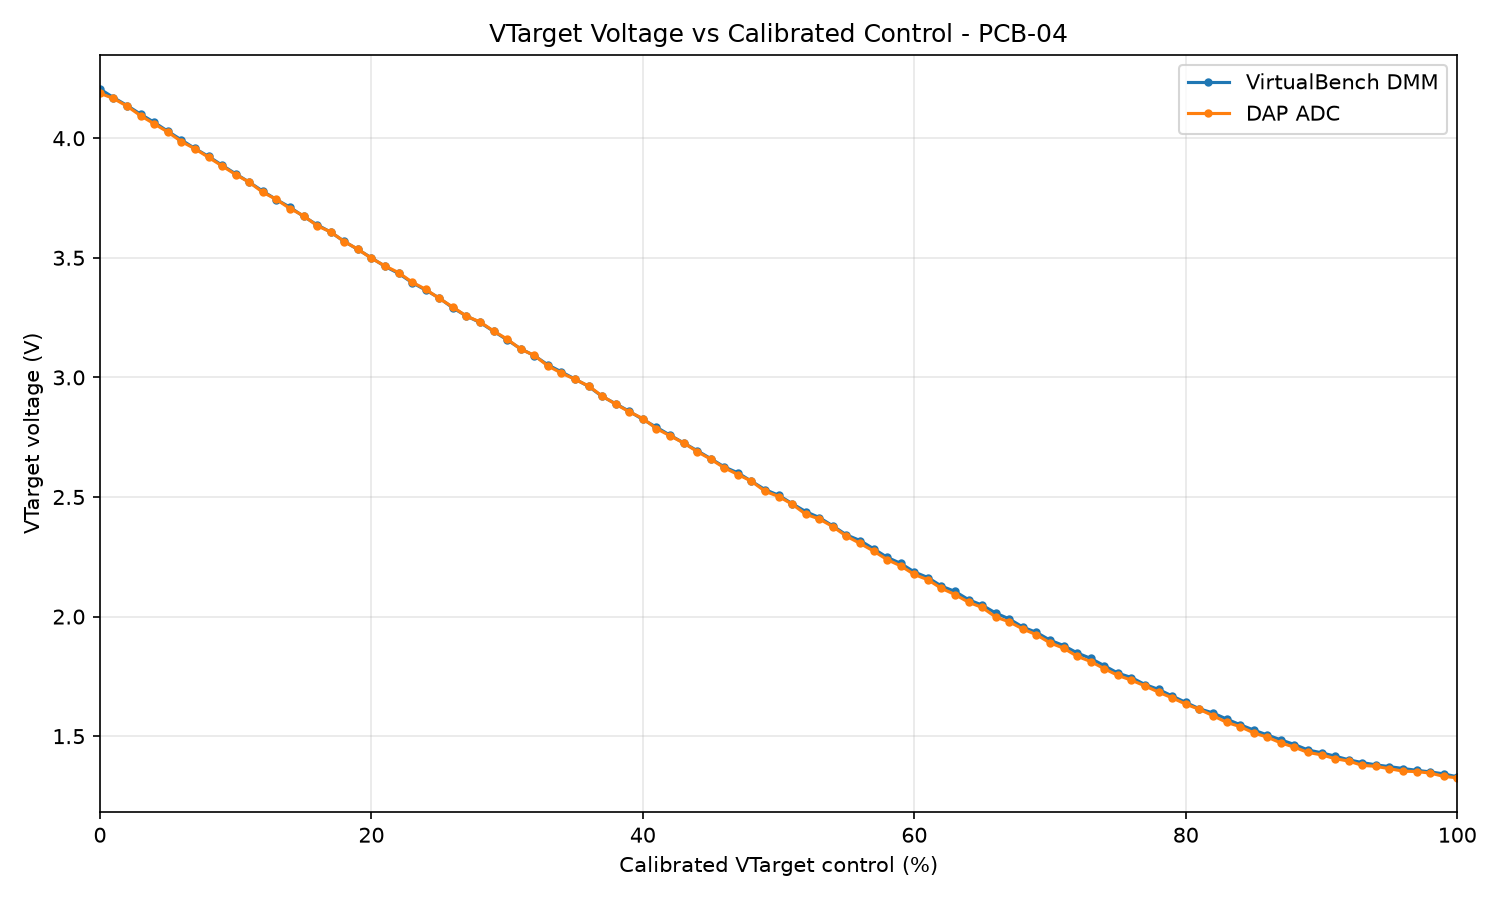 VTarget Voltage vs Calibrated Control - PCB-04
VirtualBench DMM
DAP ADC
VTarget voltage (V)
4.0
3.5
3.0
2.5
2.0
1.5
0
20
40
60
80
100
Calibrated VTarget control (%)